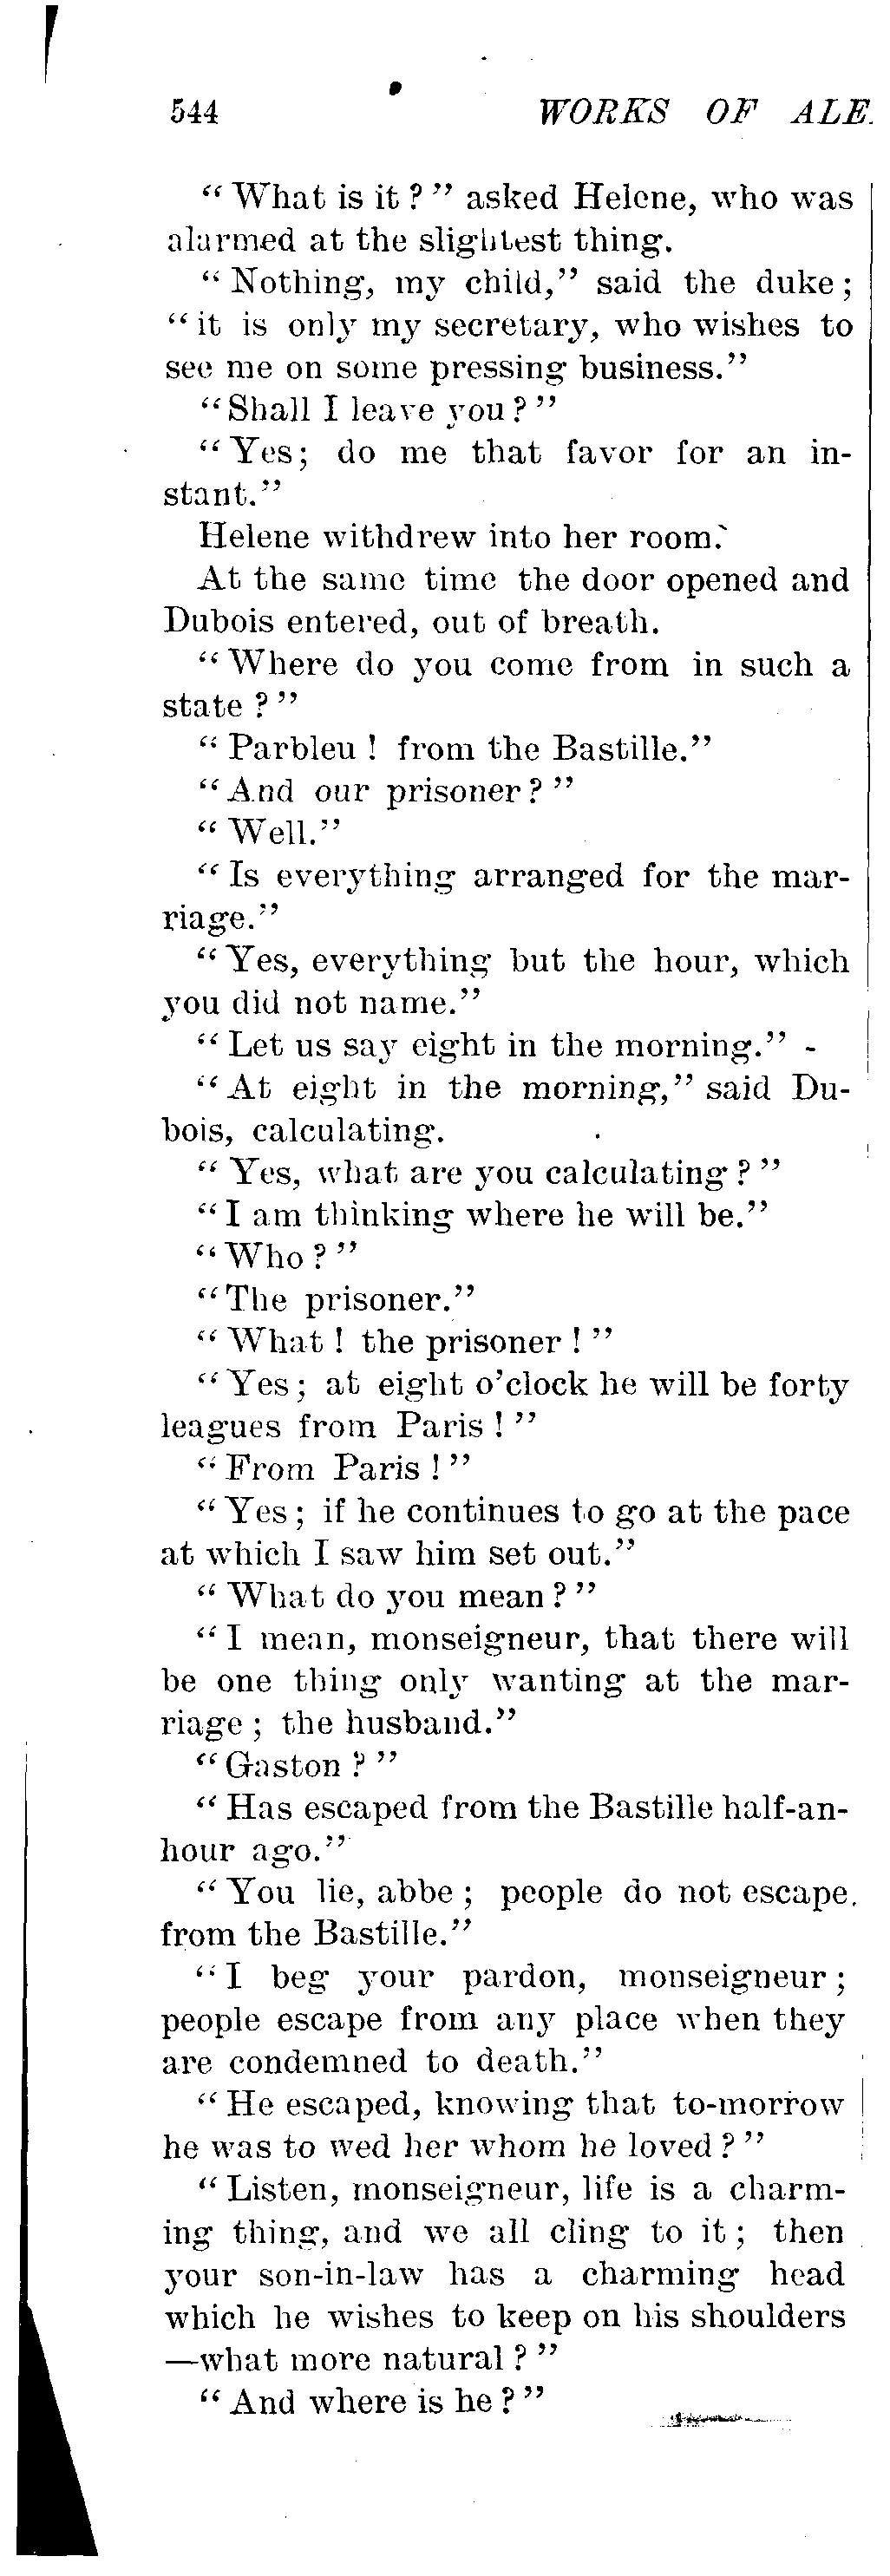 544 WORKS OF ALE
"What is it?" asked Helene, who was
alarmed at the slightest thing.
"Nothing, my child," said the duke;
"it is only my secretary, who wishes to
see me on some pressing business."
"Shall I leave you?"
"Yes; do me that favor for an in-
stant."
Helene withdrew into her room.
At the same time the door opened and
Dubois entered, out of breath.
"Where do you come from in such a
state?"
"Parbleu! from the Bastille."
"And our prisoner?"
"Well."
"Is everything arranged for the mar-
riage."
"Yes, everything but the hour, which
you did not name."
"Let us say eight in the morning." -
"At eight in the morning," said Du-
bois, calculating.
"Yes, what are you calculating?"
"I am thinking where he will be."
"Who?"
"The prisoner."
"What! the prisoner!"
"Yes; at eight o'clock he will be forty
leagues from Paris!"
"From Paris!"
"Yes; if he continues to go at the pace
at which I saw him set out."
"What do you mean?"
"I mean, monseigneur, that there will
be one thing only wanting at the mar-
riage; the husband."
"Gaston?"
"Has escaped from the Bastille half-an-
hour ago."
"You lie, abbe; people do not escape.
from the Bastille."
"I beg your pardon, monseigneur;
people escape from any place when they
are condemned to death."
"He escaped, knowing that to-morrow
he was to wed her whom he loved?"
"Listen, monseigneur, life is a charm-
ing thing, and we all cling to it; then
your son-in-law has a charming head
which he wishes to keep on his shoulders
—what more natural?"
"And where is he?"